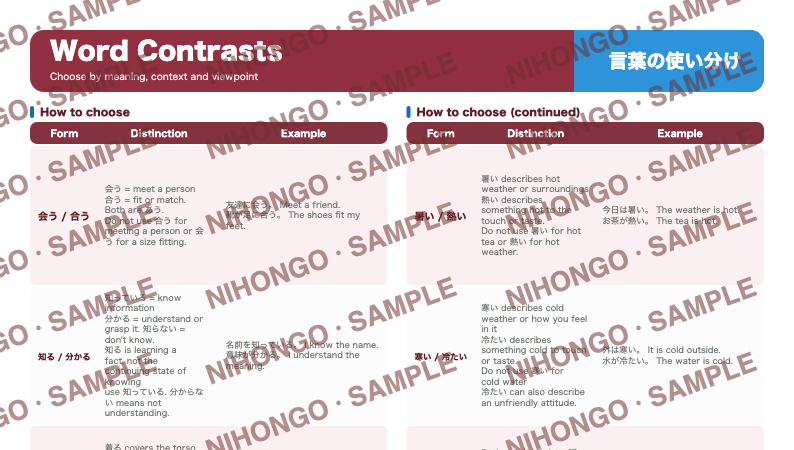 Word Contrasts
Choose by meaning, context and viewpoint
言葉の使い分け
How to choose
Form Distinction Example
会う / 合う
会う = meet a person
合う = fit or match.
Both are あう.
Do not use 合う for
meeting a person or 会
う for a size fitting.
友達に会う。 Meet a friend.
靴が足に合う。 The shoes fit my
feet.
知る / 分かる
知っている = know
information
分かる = understand or
grasp it. 知らない =
don't know.
知る is learning a
fact, not the
continuing state of
knowing
use 知っている. 分からな
い means not
understanding.
名前を知っている。 I know the name.
意味が分かる。 I understand the
meaning.
着る covers the torso
How to choose (continued)
Form Distinction Example
暑い / 熱い
暑い describes hot
weather or surroundings
熱い describes
something hot to the
touch or taste.
Do not use 暑い for hot
tea or 熱い for hot
weather.
今日は暑い。 The weather is hot.
お茶が熱い。 The tea is hot.
寒い / 冷たい
寒い describes cold
weather or how you feel
in it
冷たい describes
something cold to touch
or taste.
Do not use 寒い for
cold water
冷たい can also describe
an unfriendly attitude.
外は寒い。 It is cold outside.
水が冷たい。 The water is cold.
NIHONGO · SAMPLE